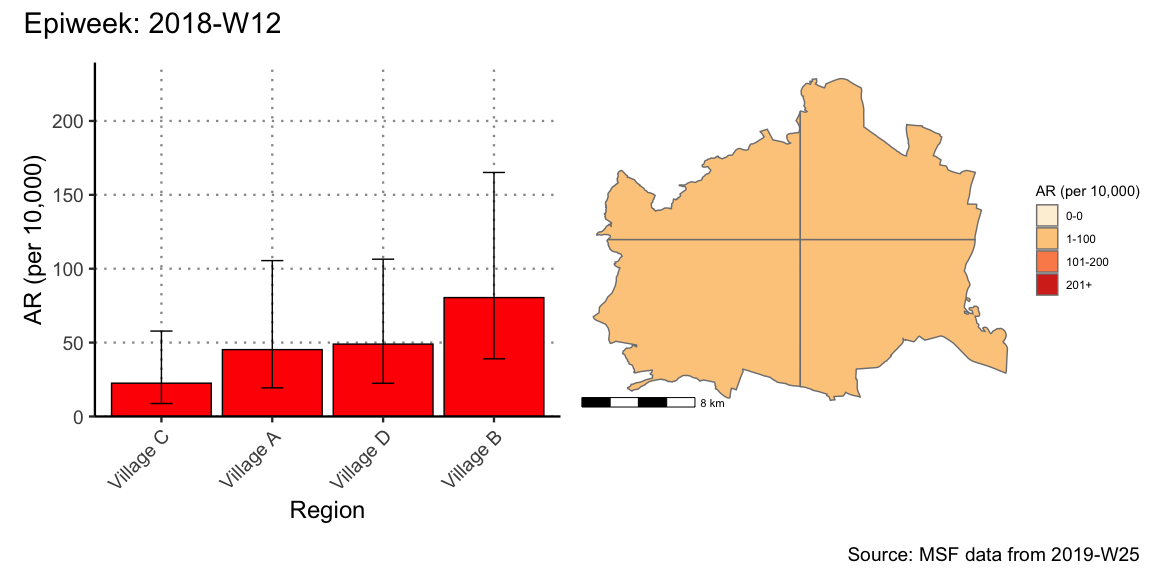 Epiweek: 2018-W12
AR (per 10,000)
200
150
100
50
0
Village C
Village A
Village D
Village B
Region
8 km
AR (per 10,000)
0-0
1-100
101-200
201+
Source: MSF data from 2019-W25